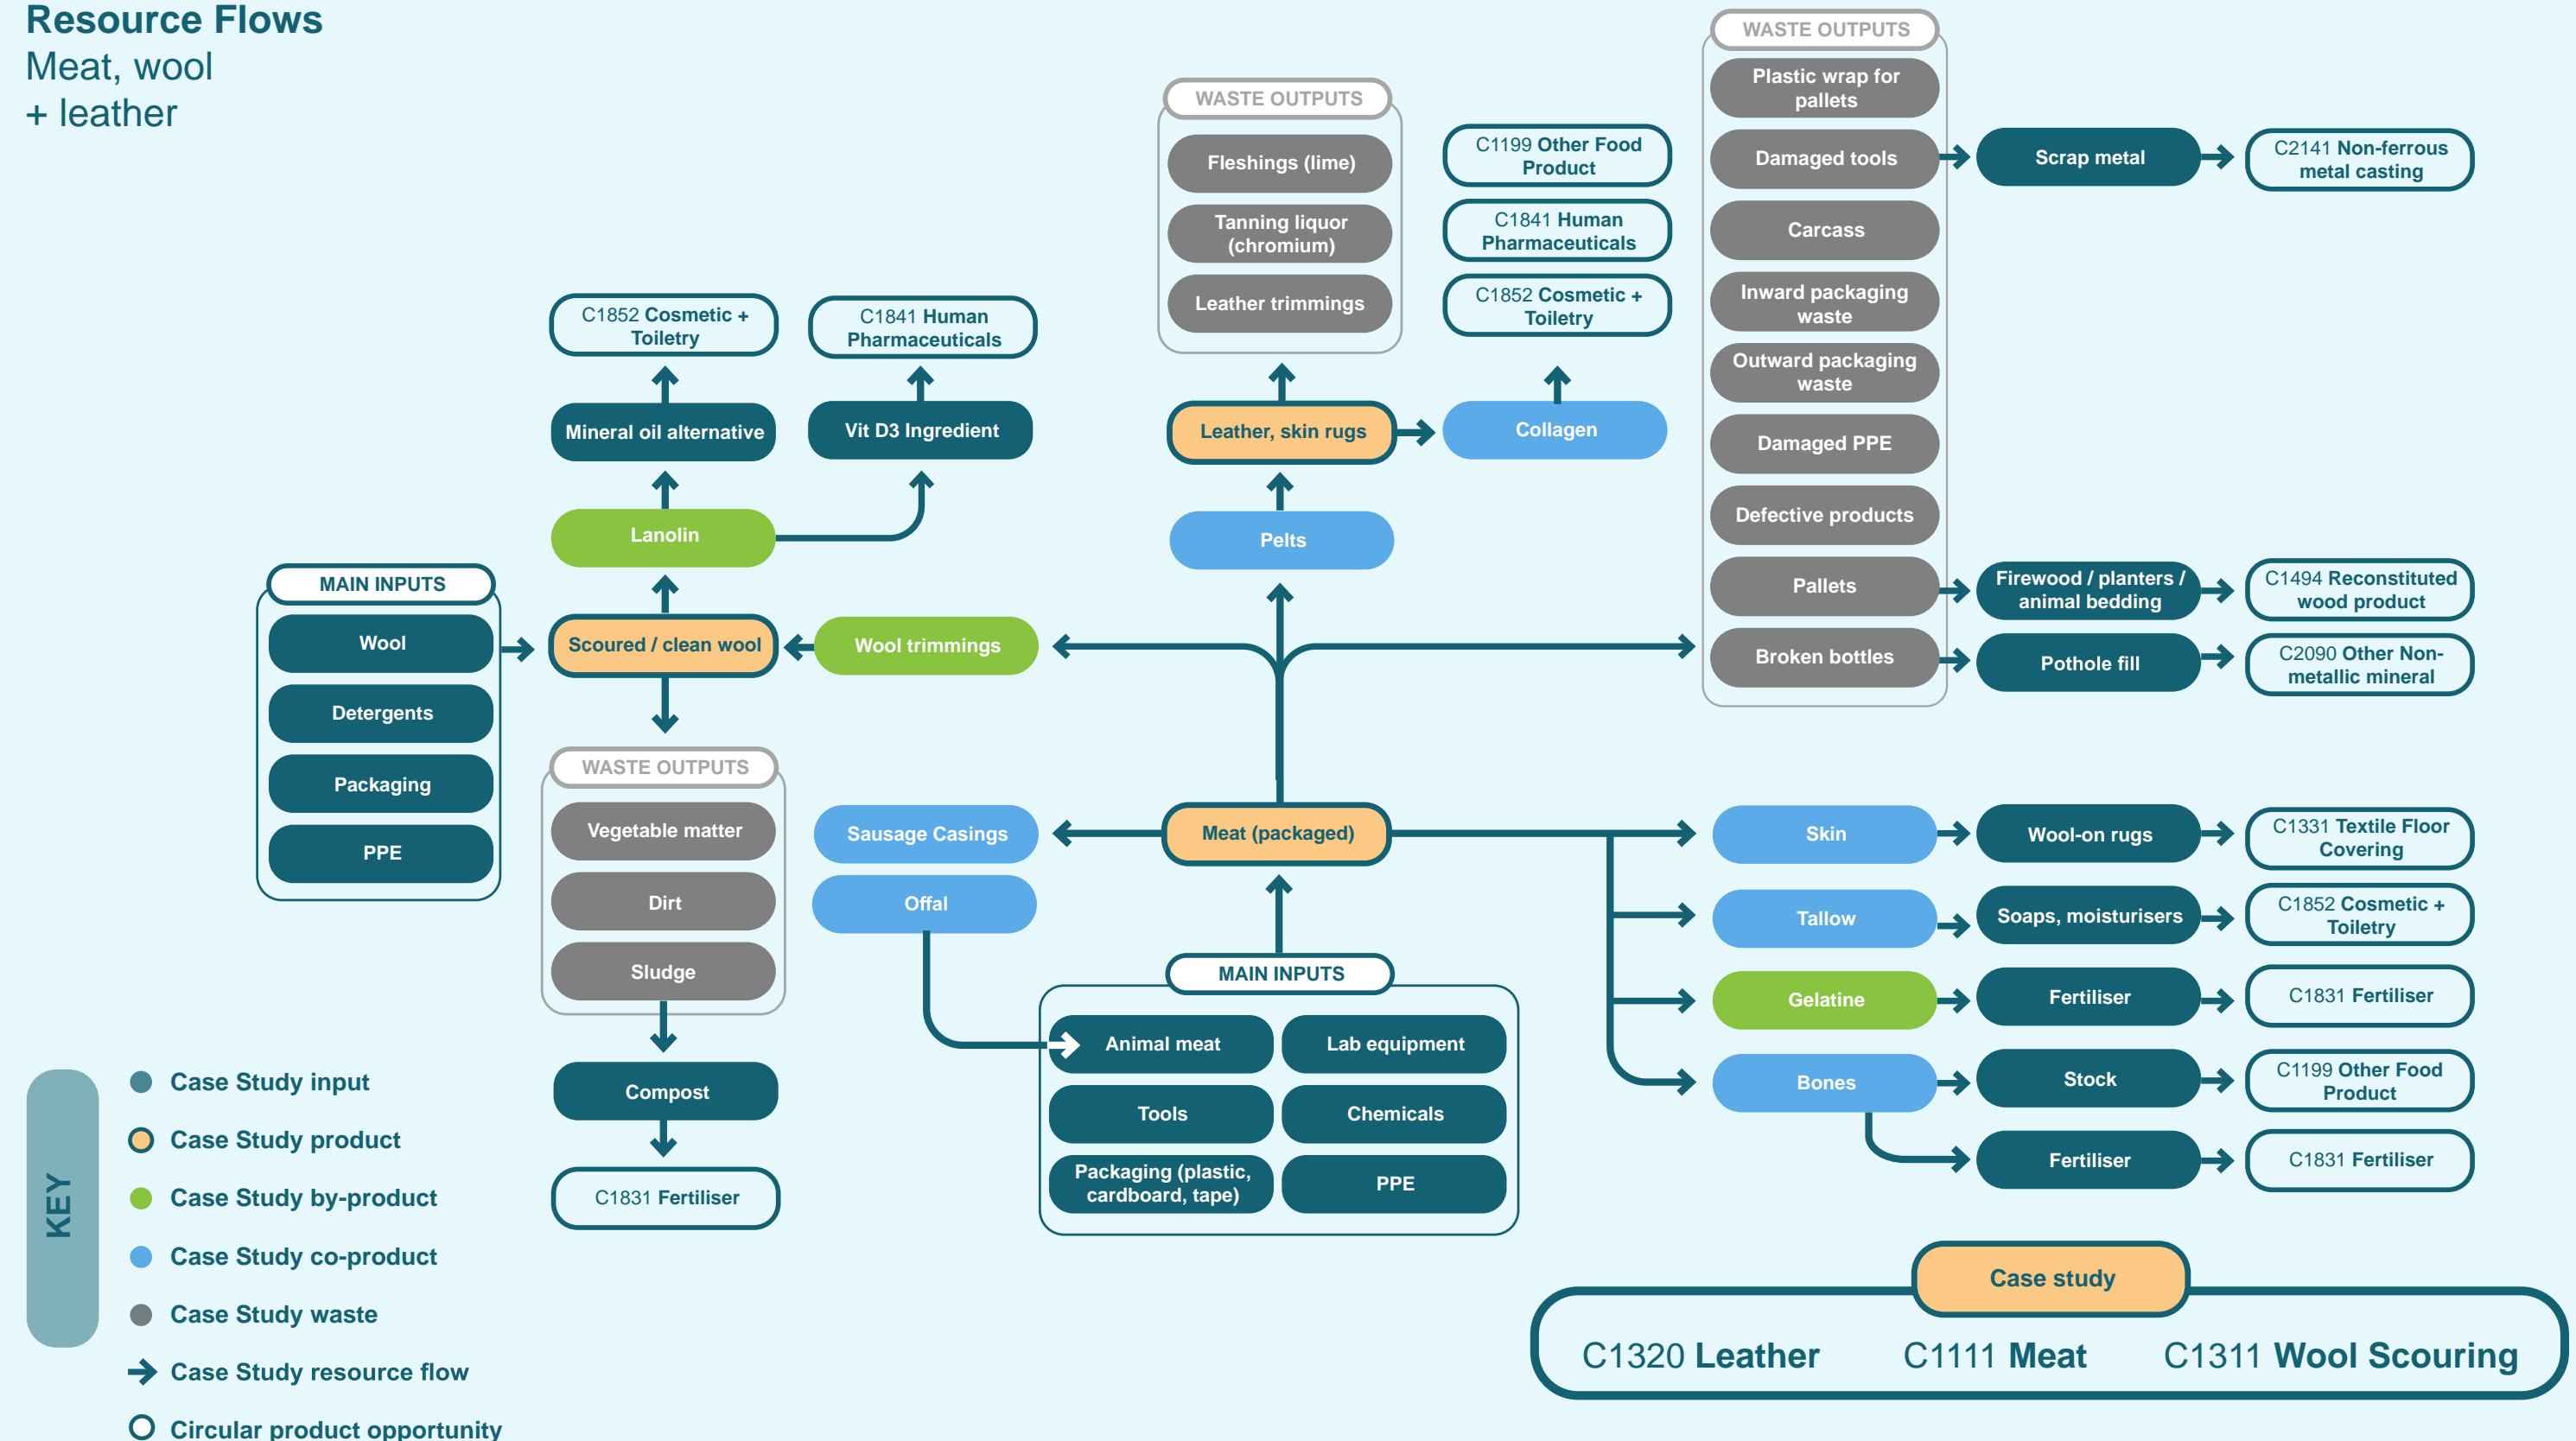 Resource Flows
Meat, wool
+ leather
WASTE OUTPUTS
Fleshings (lime)
Tanning liquor
(chromium)
Leather trimmings
C1199 Other Food
Product
C1841 Human
Pharmaceuticals
C1852 Cosmetic +
Toiletry
WASTE OUTPUTS
Plastic wrap for
pallets
Damaged tools
Carcass
Inward packaging
waste
Outward packaging
waste
Damaged PPE
Defective products
Pallets
Broken bottles
Scrap metal
C2141 Non-ferrous
metal casting
Firewood / planters /
animal bedding
C1494 Reconstituted
wood product
Pothole fill
C2090 Other Non-
metallic mineral
C1852 Cosmetic +
Toiletry
C1841 Human
Pharmaceuticals
Mineral oil alternative
Vit D3 Ingredient
Leather, skin rugs
Collagen
Lanolin
Pelts
MAIN INPUTS
Wool
Detergents
Packaging
PPE
Scoured / clean wool
Wool trimmings
WASTE OUTPUTS
Vegetable matter
Dirt
Sludge
Compost
C1831 Fertiliser
Sausage Casings
Offal
Meat (packaged)
MAIN INPUTS
Animal meat
Lab equipment
Tools
Chemicals
Packaging (plastic,
cardboard, tape)
PPE
Skin
Wool-on rugs
C1331 Textile Floor
Covering
Tallow
Soaps, moisturisers
C1852 Cosmetic +
Toiletry
Gelatine
Fertiliser
C1831 Fertiliser
Bones
Stock
C1199 Other Food
Product
Fertiliser
C1831 Fertiliser
KEY
Case Study input
Case Study product
Case Study by-product
Case Study co-product
Case Study waste
Case Study resource flow
Circular product opportunity
Case study
C1320 Leather
C1111 Meat
C1311 Wool Scouring